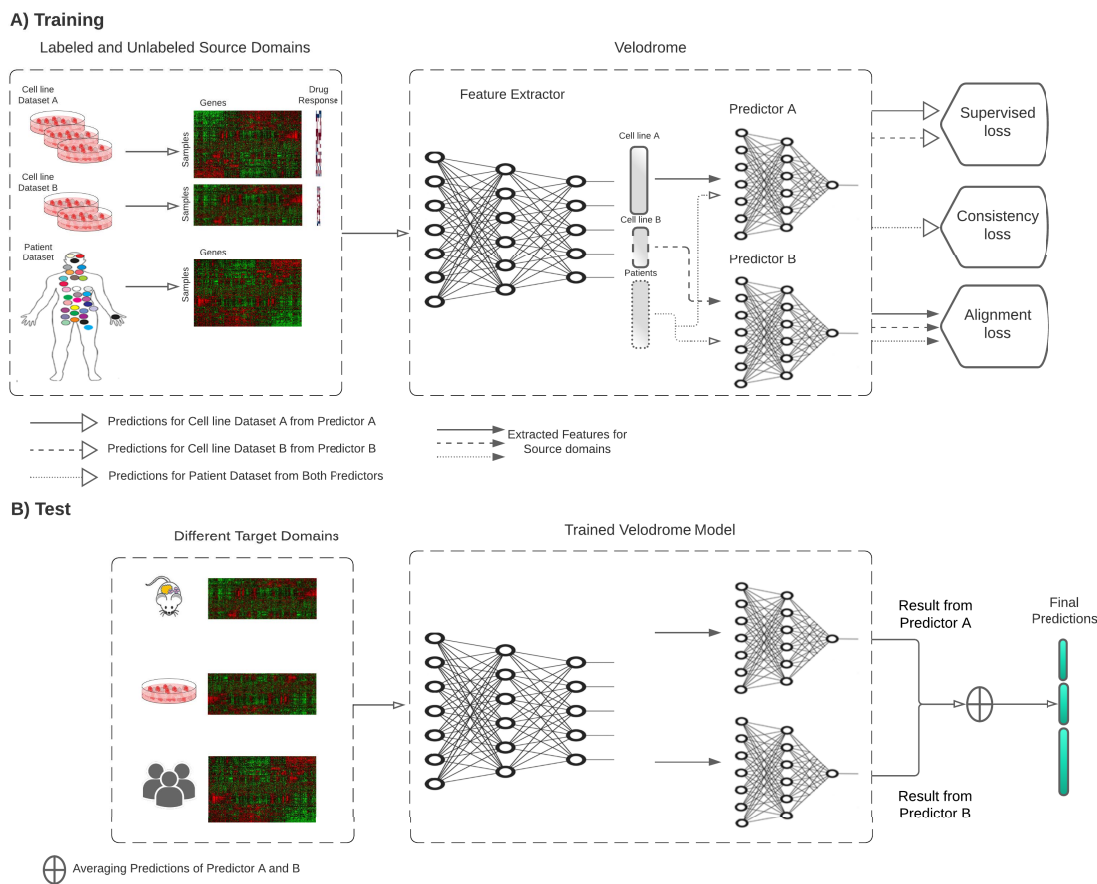 A) Training
Labeled and Unlabeled Source Domains
Velodrome
Cell line
Dataset A
Genes
Drug
Response
Samples
Cell line
Dataset B
Samples
Patient
Dataset
Genes
Samples
Feature Extractor
Cell line A
Cell line B
Patients
Predictor A
Predictor B
Supervised
loss
Consistency
loss
Alignment
loss
Predictions for Cell line Dataset A from Predictor A
Predictions for Cell line Dataset B from Predictor B
Predictions for Patient Dataset from Both Predictors
Extracted Features for
Source domains
B) Test
Different Target Domains
Trained Velodrome Model
Result from
Predictor A
Result from
Predictor B
Final
Predictions
Averaging Predictions of Predictor A and B